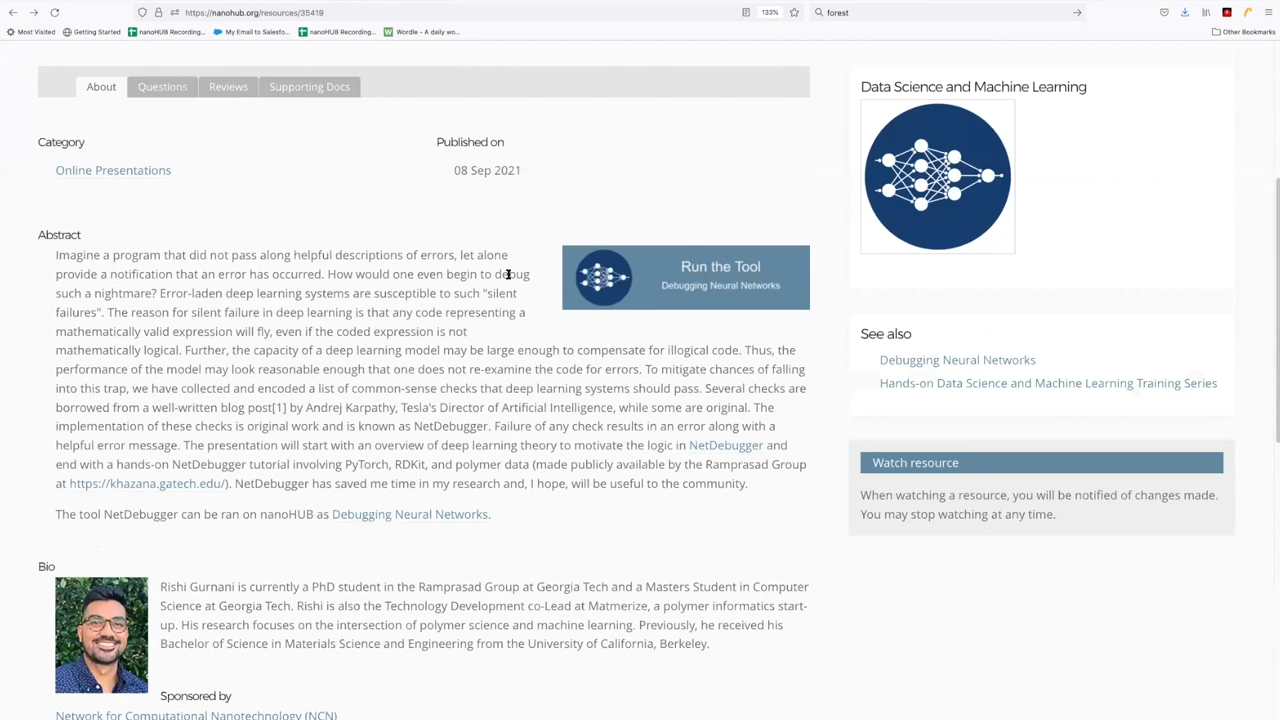 https://nanohub.org/resources/35419
133%
forest
Most Visited
Getting Started
nanoHUB Recording...
My Email to Salesfo...
nanoHUB Recording...
Wordle - A daily wo...
Other Bookmarks
About
Questions
Reviews
Supporting Docs
Category
Published on
Online Presentations
08 Sep 2021
Abstract
Imagine a program that did not pass along helpful descriptions of errors, let alone
provide a notification that an error has occurred. How would one even begin to debug
such a nightmare? Error-laden deep learning systems are susceptible to such "silent
failures". The reason for silent failure in deep learning is that any code representing a
mathematically valid expression will fly, even if the coded expression is not
mathematically logical. Further, the capacity of a deep learning model may be large enough to compensate for illogical code. Thus, the
performance of the model may look reasonable enough that one does not re-examine the code for errors. To mitigate chances of falling
into this trap, we have collected and encoded a list of common-sense checks that deep learning systems should pass. Several checks are
borrowed from a well-written blog post[1] by Andrej Karpathy, Tesla's Director of Artificial Intelligence, while some are original. The
implementation of these checks is original work and is known as NetDebugger. Failure of any check results in an error along with a
helpful error message. The presentation will start with an overview of deep learning theory to motivate the logic in NetDebugger and
end with a hands-on NetDebugger tutorial involving PyTorch, RDKit, and polymer data (made publicly available by the Ramprasad Group
at https://khazana.gatech.edu/). NetDebugger has saved me time in my research and, I hope, will be useful to the community.
The tool NetDebugger can be ran on nanoHUB as Debugging Neural Networks.
Run the Tool
Debugging Neural Networks
Bio
Rishi Gurnani is currently a PhD student in the Ramprasad Group at Georgia Tech and a Masters Student in Computer
Science at Georgia Tech. Rishi is also the Technology Development co-Lead at Matmerize, a polymer informatics start-
up. His research focuses on the intersection of polymer science and machine learning. Previously, he received his
Bachelor of Science in Materials Science and Engineering from the University of California, Berkeley.
Sponsored by
Network for Computational Nanotechnology (NCN)
Data Science and Machine Learning
See also
Debugging Neural Networks
Hands-on Data Science and Machine Learning Training Series
Watch resource
When watching a resource, you will be notified of changes made.
You may stop watching at any time.